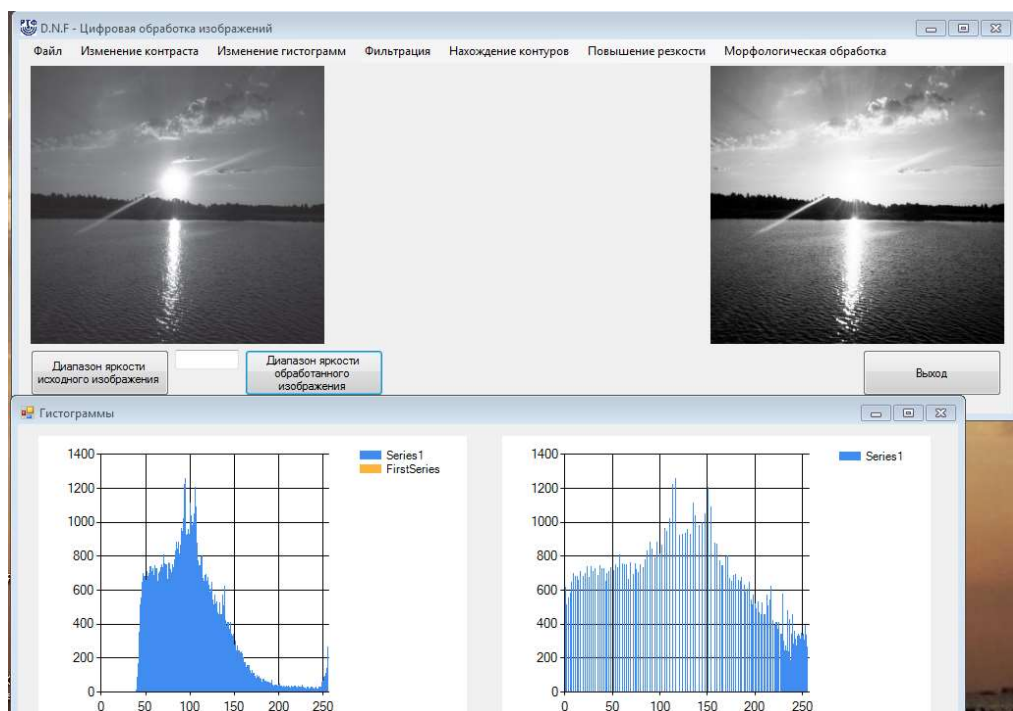 D.N.F - Цифровая обработка изображений
Файл Изменение контраста Изменение гистограмм Фильтрация Нахождение контуров Повышение резкости Морфологическая обработка
Диапазон яркости
исходного изображения
Диапазон яркости
обработанного
изображения
Выход
Гистограммы
1400
1200
1000
800
600
400
200
0
0 50 100 150 200 250
Series1
FirstSeries
1400
1200
1000
800
600
400
200
0
0 50 100 150 200 250
Series1